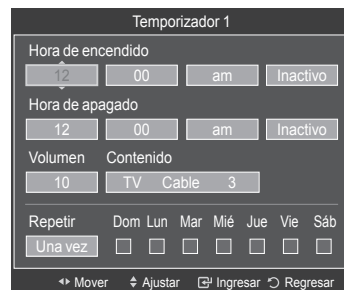 Temporizador 1
Hora de encendido
12 00 am Inactivo
Hora de apagado
12 00 am Inactivo
Volumen Contenido
10 TV Cable 3
Repetir Dom Lun Mar Mié Jue Vie Sáb
Una vez
Mover Ajustar Ingresar Regresar